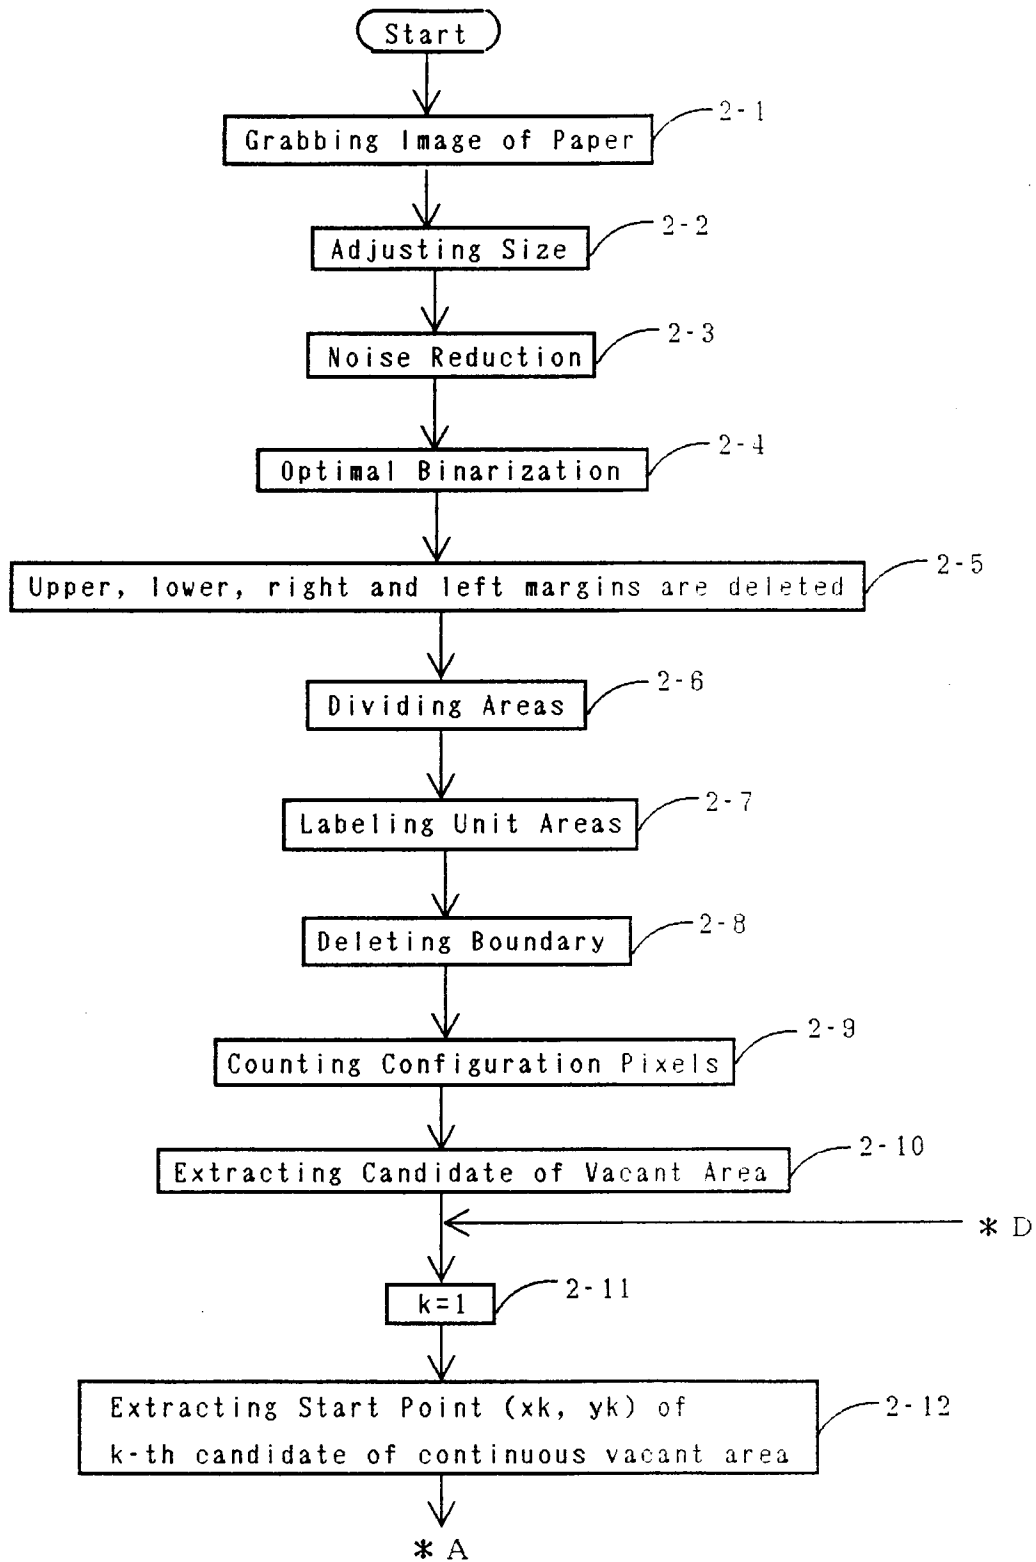 Start
2-1
Grabbing Image of Paper
2-2
Adjusting Size
2-3
Noise Reduction
2-4
Optimal Binarization
2-5
Upper, lower, right and left margins are deleted
2-6
Dividing Areas
2-7
Labeling Unit Areas
2-8
Deleting Boundary
2-9
Counting Configuration Pixels
2-10
Extracting Candidate of Vacant Area
* D
2-11
k=1
2-12
Extracting Start Point (xk, yk) of
k-th candidate of continuous vacant area
* A